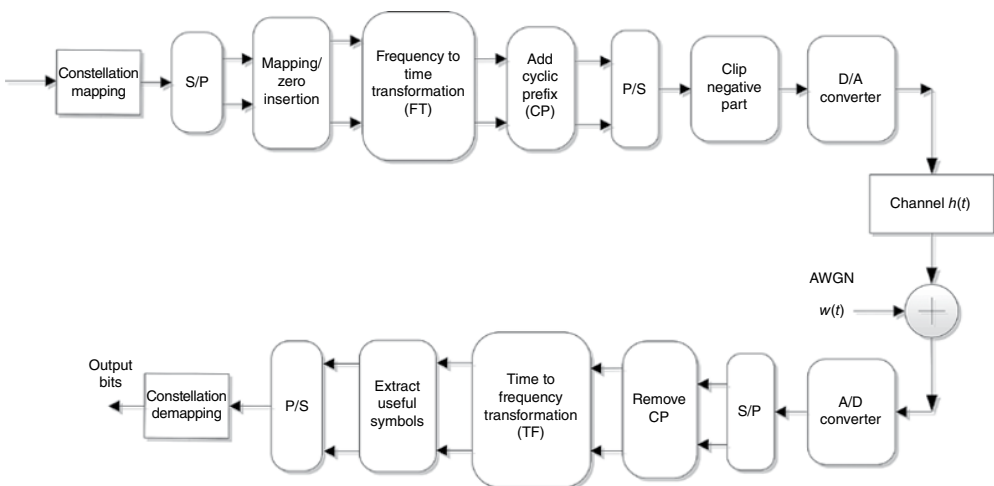 Constellation
mapping
S/P
Mapping/
zero
insertion
Frequency to
time
transformation
(FT)
Add
cyclic
prefix
(CP)
P/S
Clip
negative
part
D/A
converter
Channel h(t)
AWGN
w(t)
A/D
converter
S/P
Remove
CP
Time to
frequency
transformation
(TF)
Extract
useful
symbols
P/S
Constellation
demapping
Output
bits